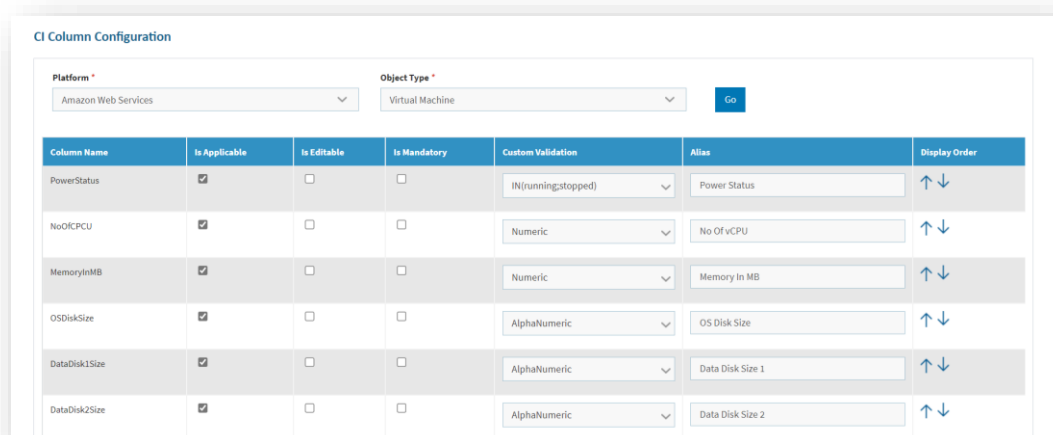 CI Column Configuration
Platform * Object Type *
Amazon Web Services Virtual Machine Go
Column Name Is Applicable Is Editable Is Mandatory Custom Validation Alias Display Order
PowerStatus IN(running;stopped) Power Status
NoOfCPCU Numeric No Of vCPU
MemoryInMB Numeric Memory In MB
OSDiskSize AlphaNumeric OS Disk Size
DataDisk1Size AlphaNumeric Data Disk Size 1
DataDisk2Size AlphaNumeric Data Disk Size 2